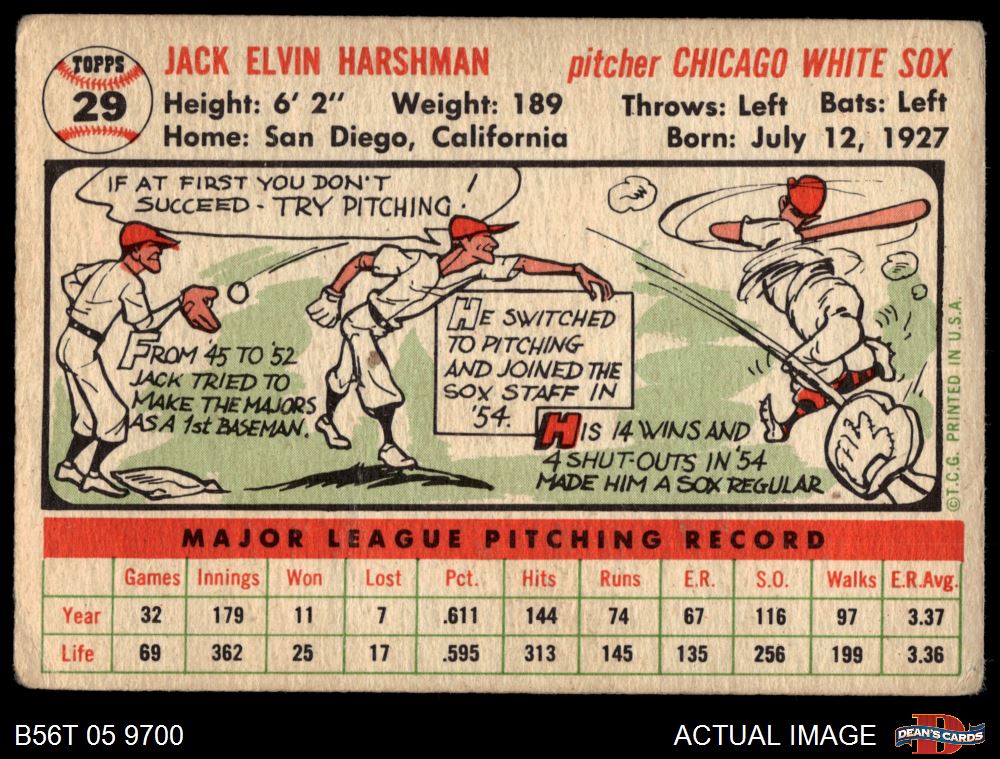 TOPPS
29
JACK ELVIN HARSHMAN pitcher CHICAGO WHITE SOX
Height: 6' 2" Weight: 189 Throws: Left Bats: Left
Home: San Diego, California Born: July 12, 1927
IF AT FIRST YOU DON'T
SUCCEED - TRY PITCHING!
FROM '45 TO '52
JACK TRIED TO
MAKE THE MAJORS
AS A 1st BASEMAN.
HE SWITCHED
TO PITCHING
AND JOINED THE
SOX STAFF IN
'54.
HIS 14 WINS AND
4 SHUT-OUTS IN '54
MADE HIM A SOX REGULAR
© T.C.G. PRINTED IN U.S.A.
MAJOR LEAGUE PITCHING RECORD
Games Innings Won Lost Pct. Hits Runs E.R. S.O. Walks E.R.Avg.
Year 32 179 11 7 .611 144 74 67 116 97 3.37
Life 69 362 25 17 .595 313 145 135 256 199 3.36
B56T 05 9700 ACTUAL IMAGE DEAN'S CARDS